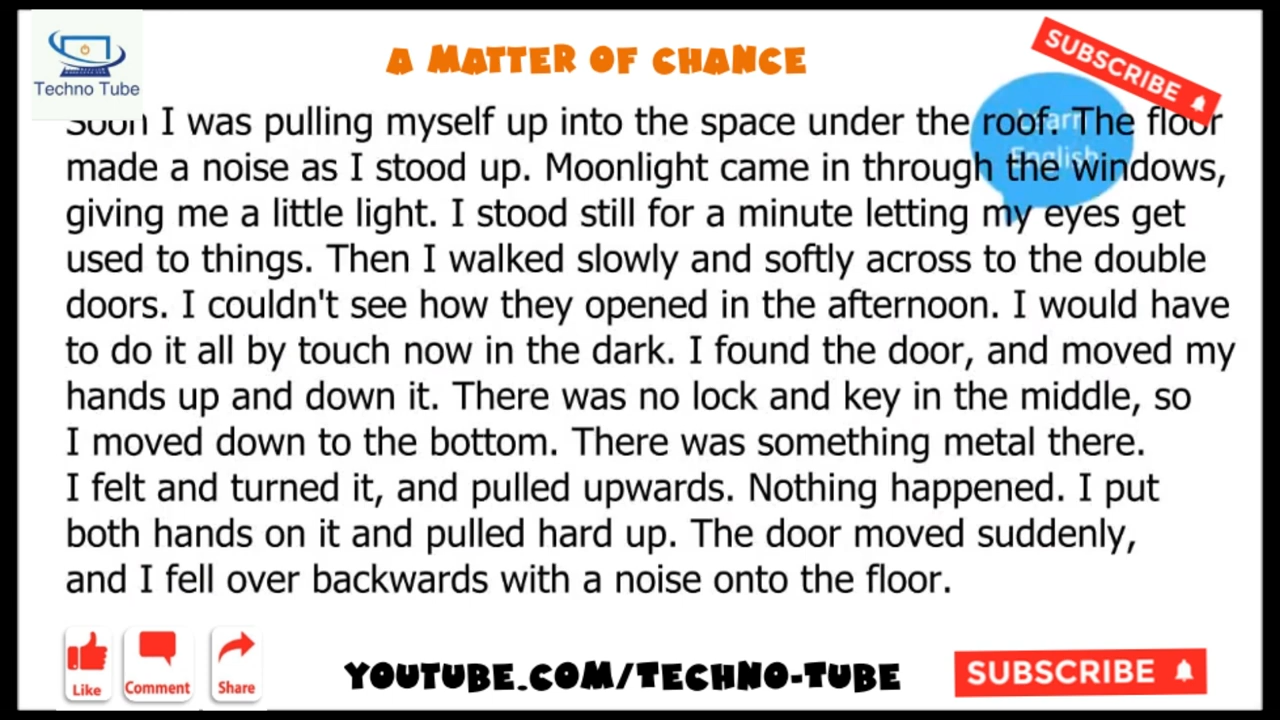 A MATTER OF CHANCE
SUBSCRIBE
Techno Tube
Learn
English
Soon I was pulling myself up into the space under the roof. The floor
made a noise as I stood up. Moonlight came in through the windows,
giving me a little light. I stood still for a minute letting my eyes get
used to things. Then I walked slowly and softly across to the double
doors. I couldn't see how they opened in the afternoon. I would have
to do it all by touch now in the dark. I found the door, and moved my
hands up and down it. There was no lock and key in the middle, so
I moved down to the bottom. There was something metal there.
I felt and turned it, and pulled upwards. Nothing happened. I put
both hands on it and pulled hard up. The door moved suddenly,
and I fell over backwards with a noise onto the floor.
Like
Comment
Share
YOUTUBE.COM/TECHNO-TUBE
SUBSCRIBE